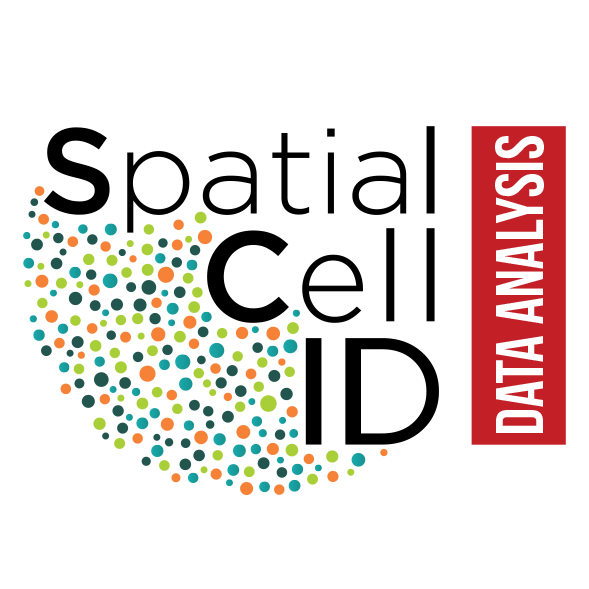 Spatial
Cell
ID
DATA ANALYSIS